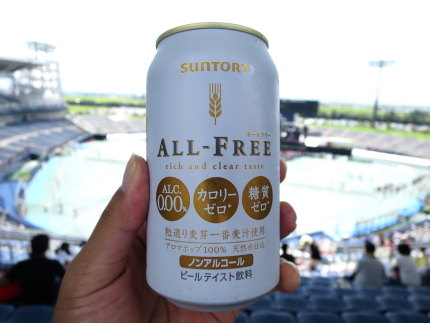 SUNTORY
オールフリー
ALL-FREE
rich and clear taste
ALC.
0.00%
カロリー
ゼロ*
糖質
ゼロ*
粒選り麦芽一番麦汁使用
アロマホップ100% 天然水仕込
ノンアルコール
ビールテイスト飲料